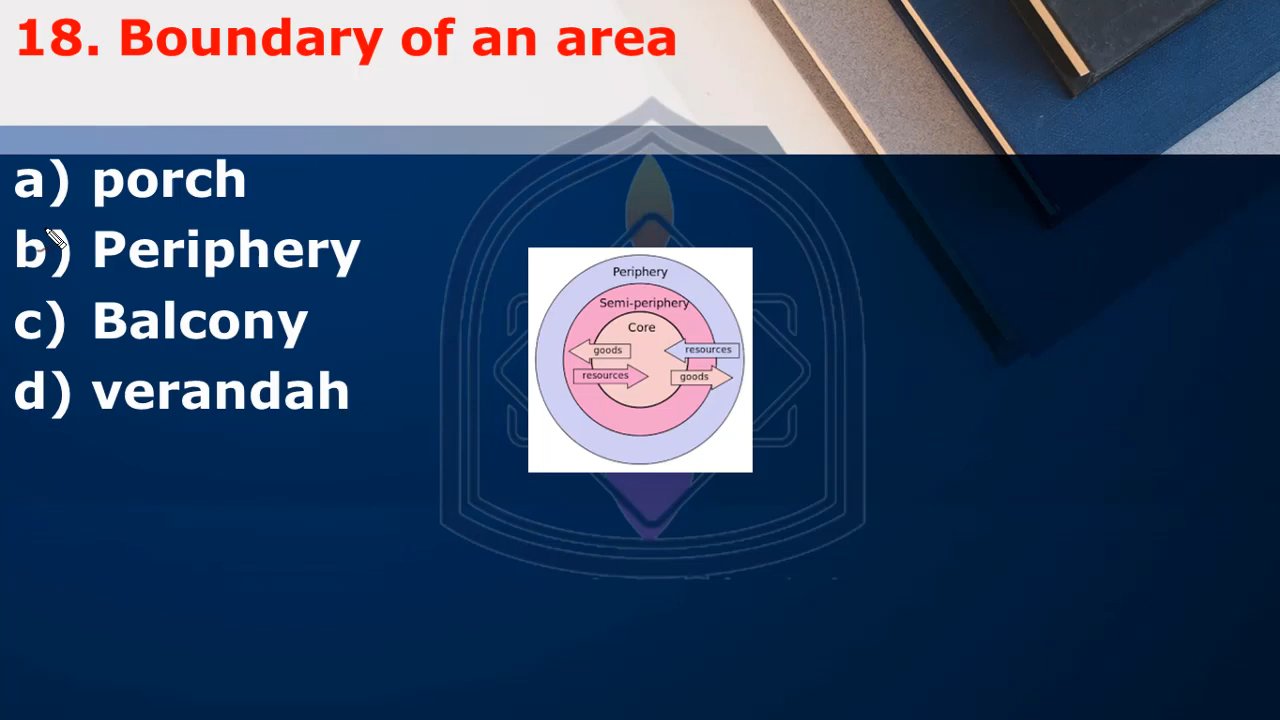 18. Boundary of an area
a) porch
b) Periphery
c) Balcony
d) verandah
Periphery
Semi-periphery
Core
goods
resources
resources
goods